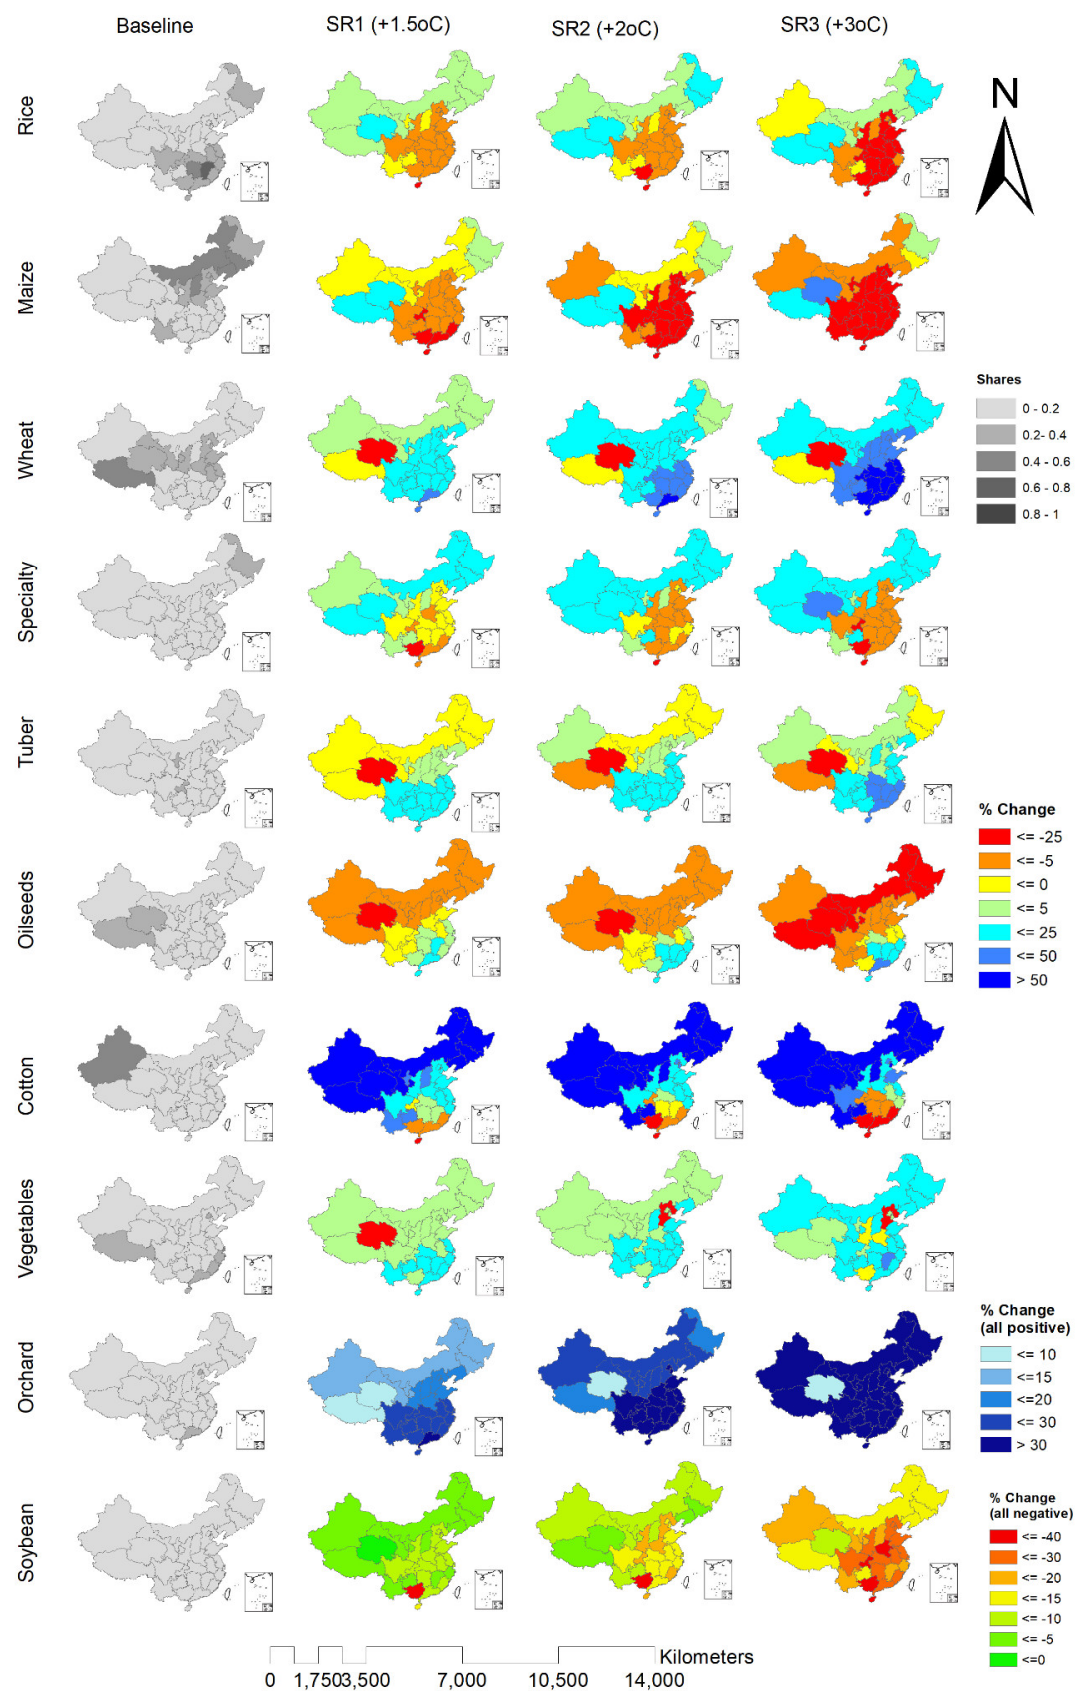 Baseline
SR1 (+1.5oC)
SR2 (+2oC)
SR3 (+3oC)
N
Rice
Maize
Wheat
Specialty
Tuber
Oilseeds
Cotton
Vegetables
Orchard
Soybean
Shares
0 - 0.2
0.2- 0.4
0.4 - 0.6
0.6 - 0.8
0.8 - 1
% Change
<= -25
<= -5
<= 0
<= 5
<= 25
<= 50
> 50
% Change
(all positive)
<= 10
<=15
<=20
<= 30
> 30
% Change
(all negative)
<= -40
<= -30
<= -20
<= -15
<= -10
<= -5
<=0
Kilometers
0 1,750 3,500 7,000 10,500 14,000